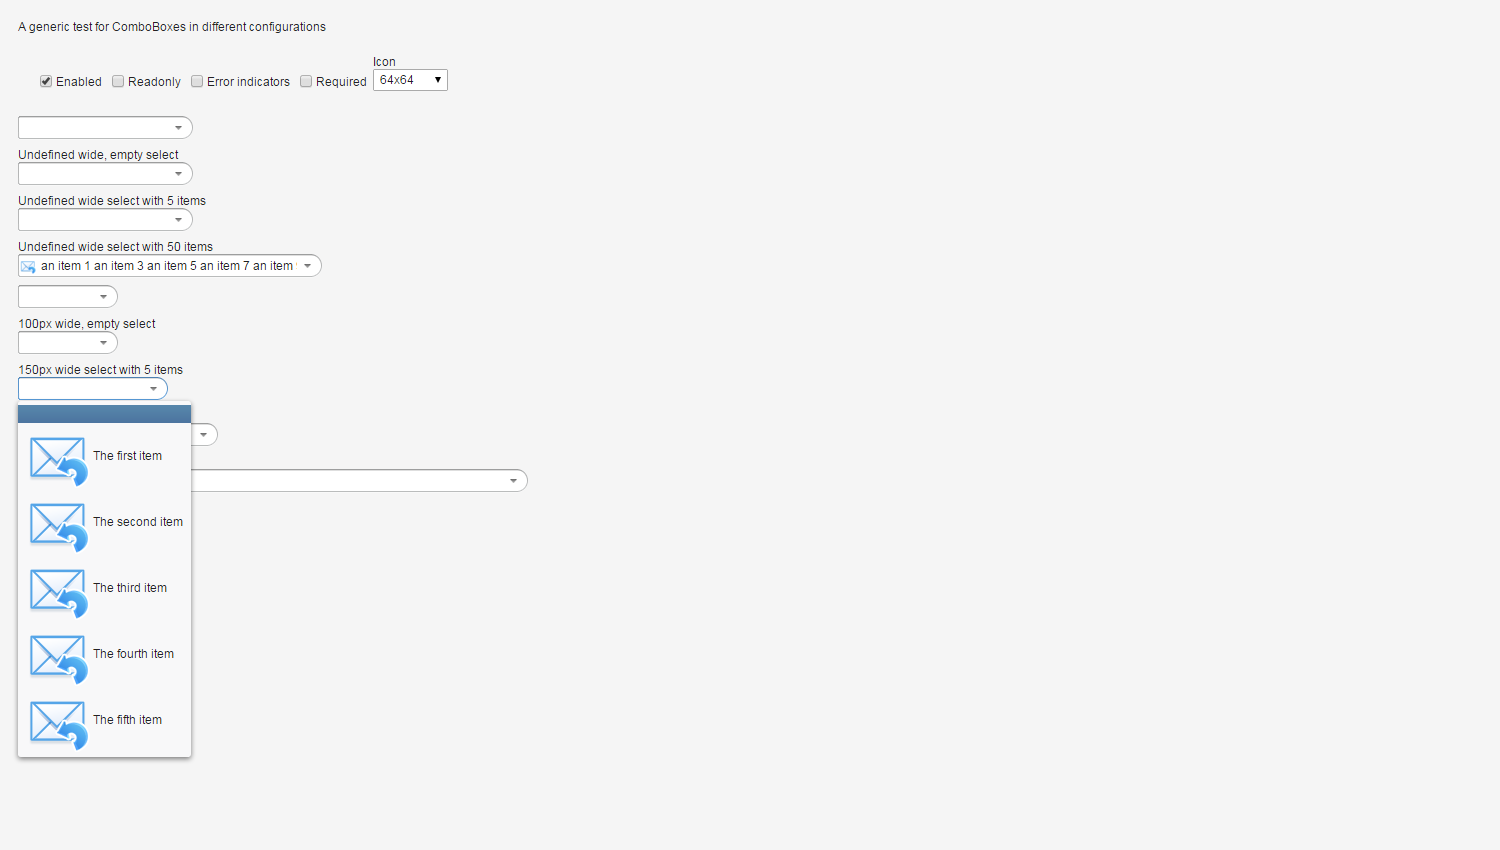 A generic test for ComboBoxes in different configurations
Icon
Enabled Readonly Error indicators Required 64x64
Undefined wide, empty select
Undefined wide select with 5 items
Undefined wide select with 50 items
an item 1 an item 3 an item 5 an item 7 an item
100px wide, empty select
150px wide select with 5 items
The first item
The second item
The third item
The fourth item
The fifth item